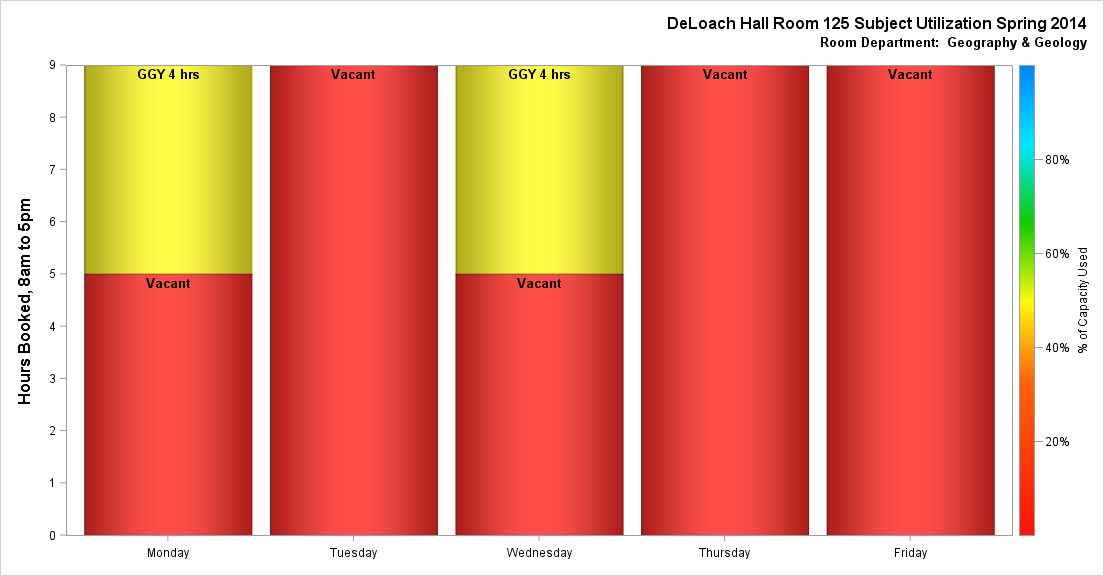 DeLoach Hall Room 125 Subject Utilization Spring 2014
Room Department:  Geography & Geology
Hours Booked, 8am to 5pm
9
8
7
6
5
4
3
2
1
0
GGY 4 hrs
Vacant
GGY 4 hrs
Vacant
Vacant
Vacant
Vacant
Monday
Tuesday
Wednesday
Thursday
Friday
80%
60%
40%
20%
% of Capacity Used